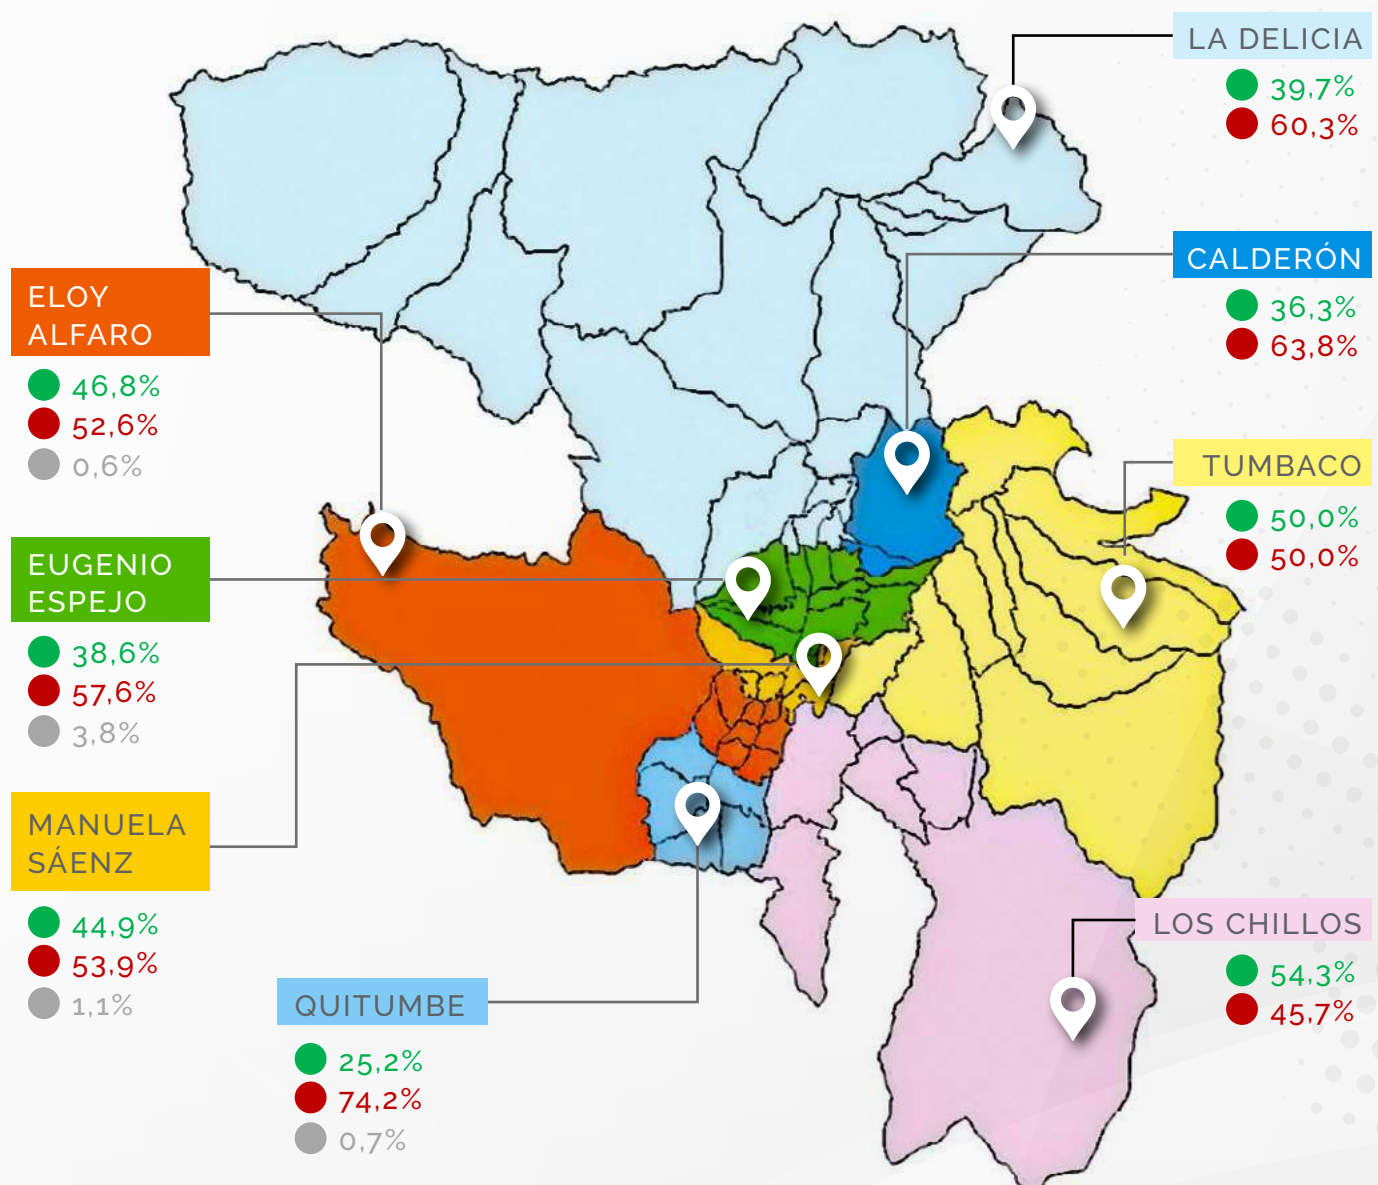 LA DELICIA
39,7%
60,3%
CALDERÓN
36,3%
63,8%
ELOY
ALFARO
46,8%
52,6%
0,6%
TUMBACO
50,0%
50,0%
EUGENIO
ESPEJO
38,6%
57,6%
3,8%
MANUELA
SÁENZ
44,9%
53,9%
1,1%
LOS CHILLOS
54,3%
45,7%
QUITUMBE
25,2%
74,2%
0,7%